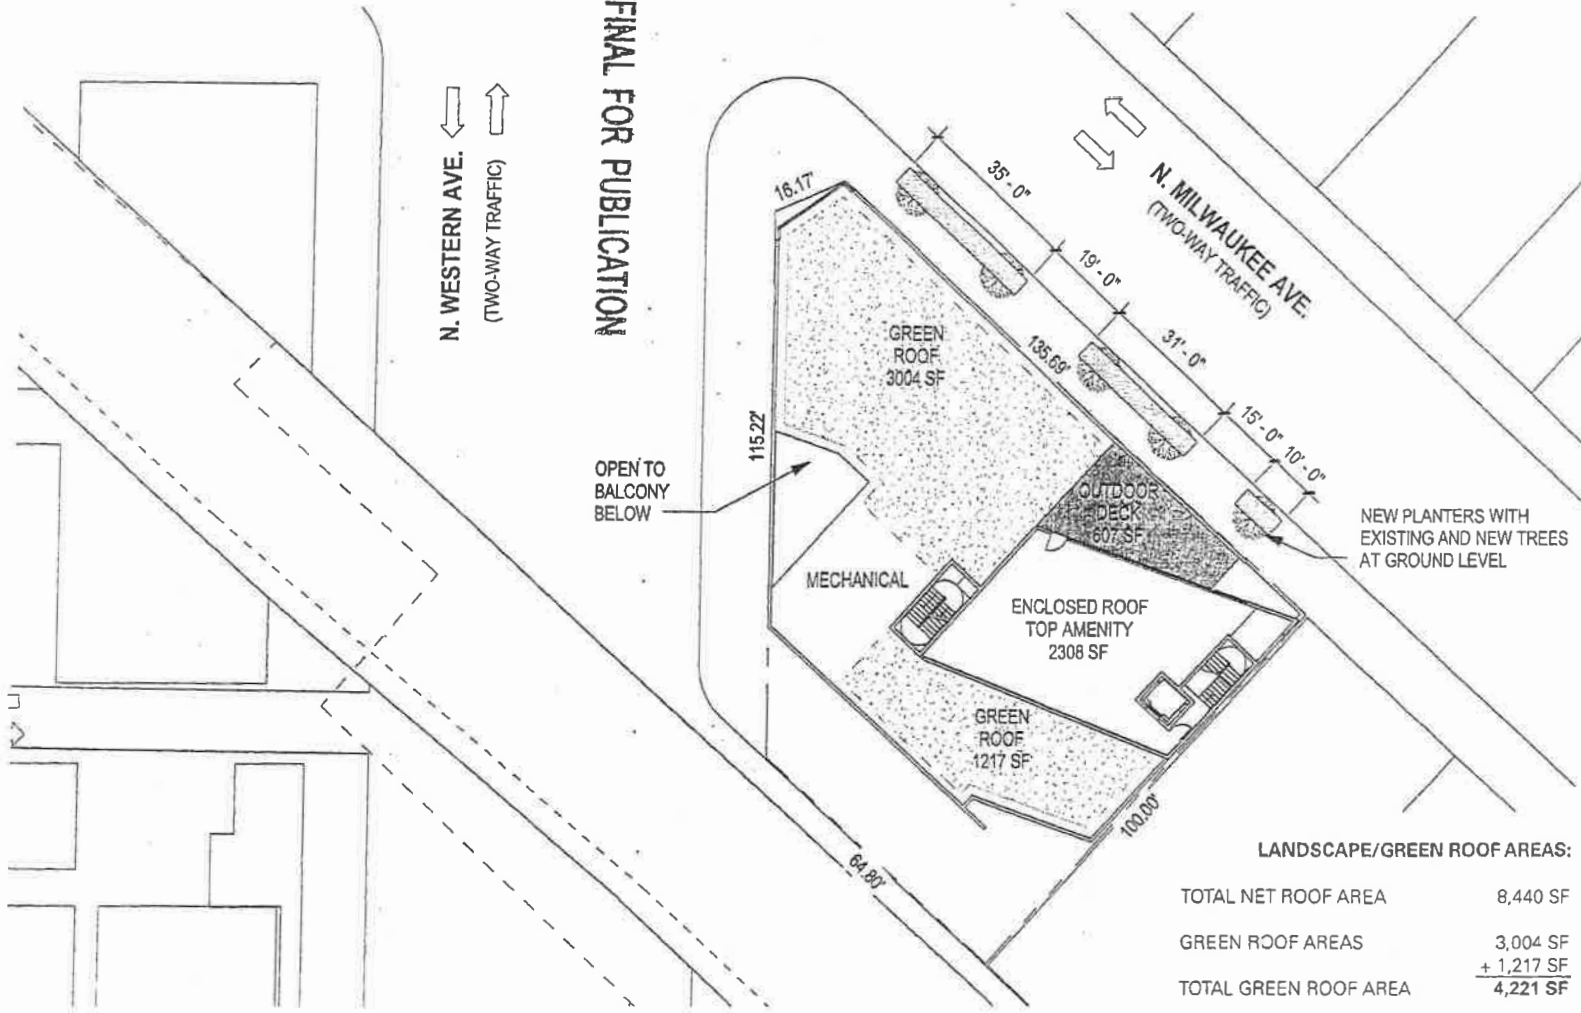 FINAL FOR PUBLICATION
N. WESTERN AVE.
(TWO-WAY TRAFFIC)
N. MILWAUKEE AVE.
(TWO-WAY TRAFFIC)
16.17'
35'-0"
19'-0"
31'-0"
15'-0"
10'-0"
135.69'
115.22'
GREEN
ROOF
3004 SF
OPEN TO
BALCONY
BELOW
OUTDOOR
DECK
607 SF
NEW PLANTERS WITH
EXISTING AND NEW TREES
AT GROUND LEVEL
MECHANICAL
ENCLOSED ROOF
TOP AMENITY
2308 SF
GREEN
ROOF
1217 SF
100.00'
64.80'
LANDSCAPE/GREEN ROOF AREAS:
TOTAL NET ROOF AREA 8,440 SF
GREEN ROOF AREAS 3,004 SF
+ 1,217 SF
TOTAL GREEN ROOF AREA 4,221 SF